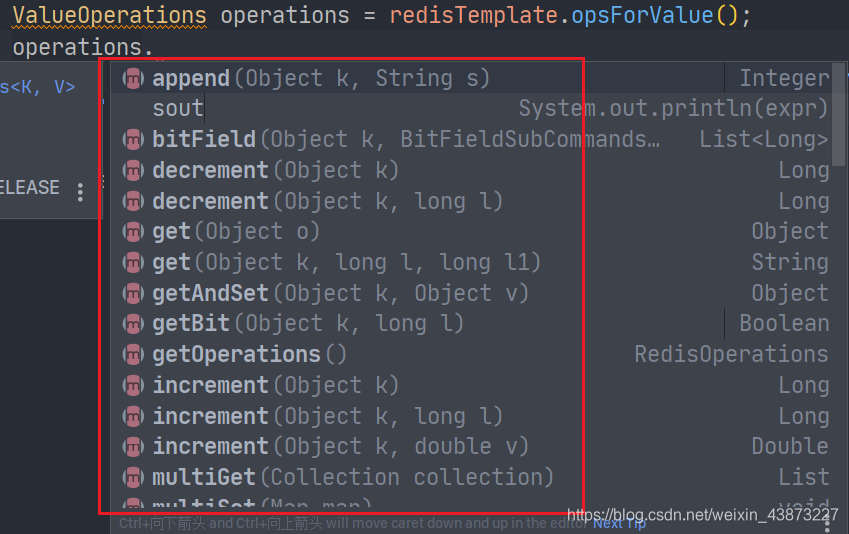 ValueOperations operations = redisTemplate.opsForValue();
operations.
s<K, V>
ELEASE
append(Object k, String s) Integer
sout System.out.println(expr)
bitField(Object k, BitFieldSubCommands… List<Long>
decrement(Object k) Long
decrement(Object k, long l) Long
get(Object o) Object
get(Object k, long l, long l1) String
getAndSet(Object k, Object v) Object
getBit(Object k, long l) Boolean
getOperations() RedisOperations
increment(Object k) Long
increment(Object k, long l) Long
increment(Object k, double v) Double
multiGet(Collection collection) List
multiSet(Map map) void
Ctrl+向下箭头 and Ctrl+向上箭头 will move caret down and up in the editor Next Tip
https://blog.csdn.net/weixin_43873227